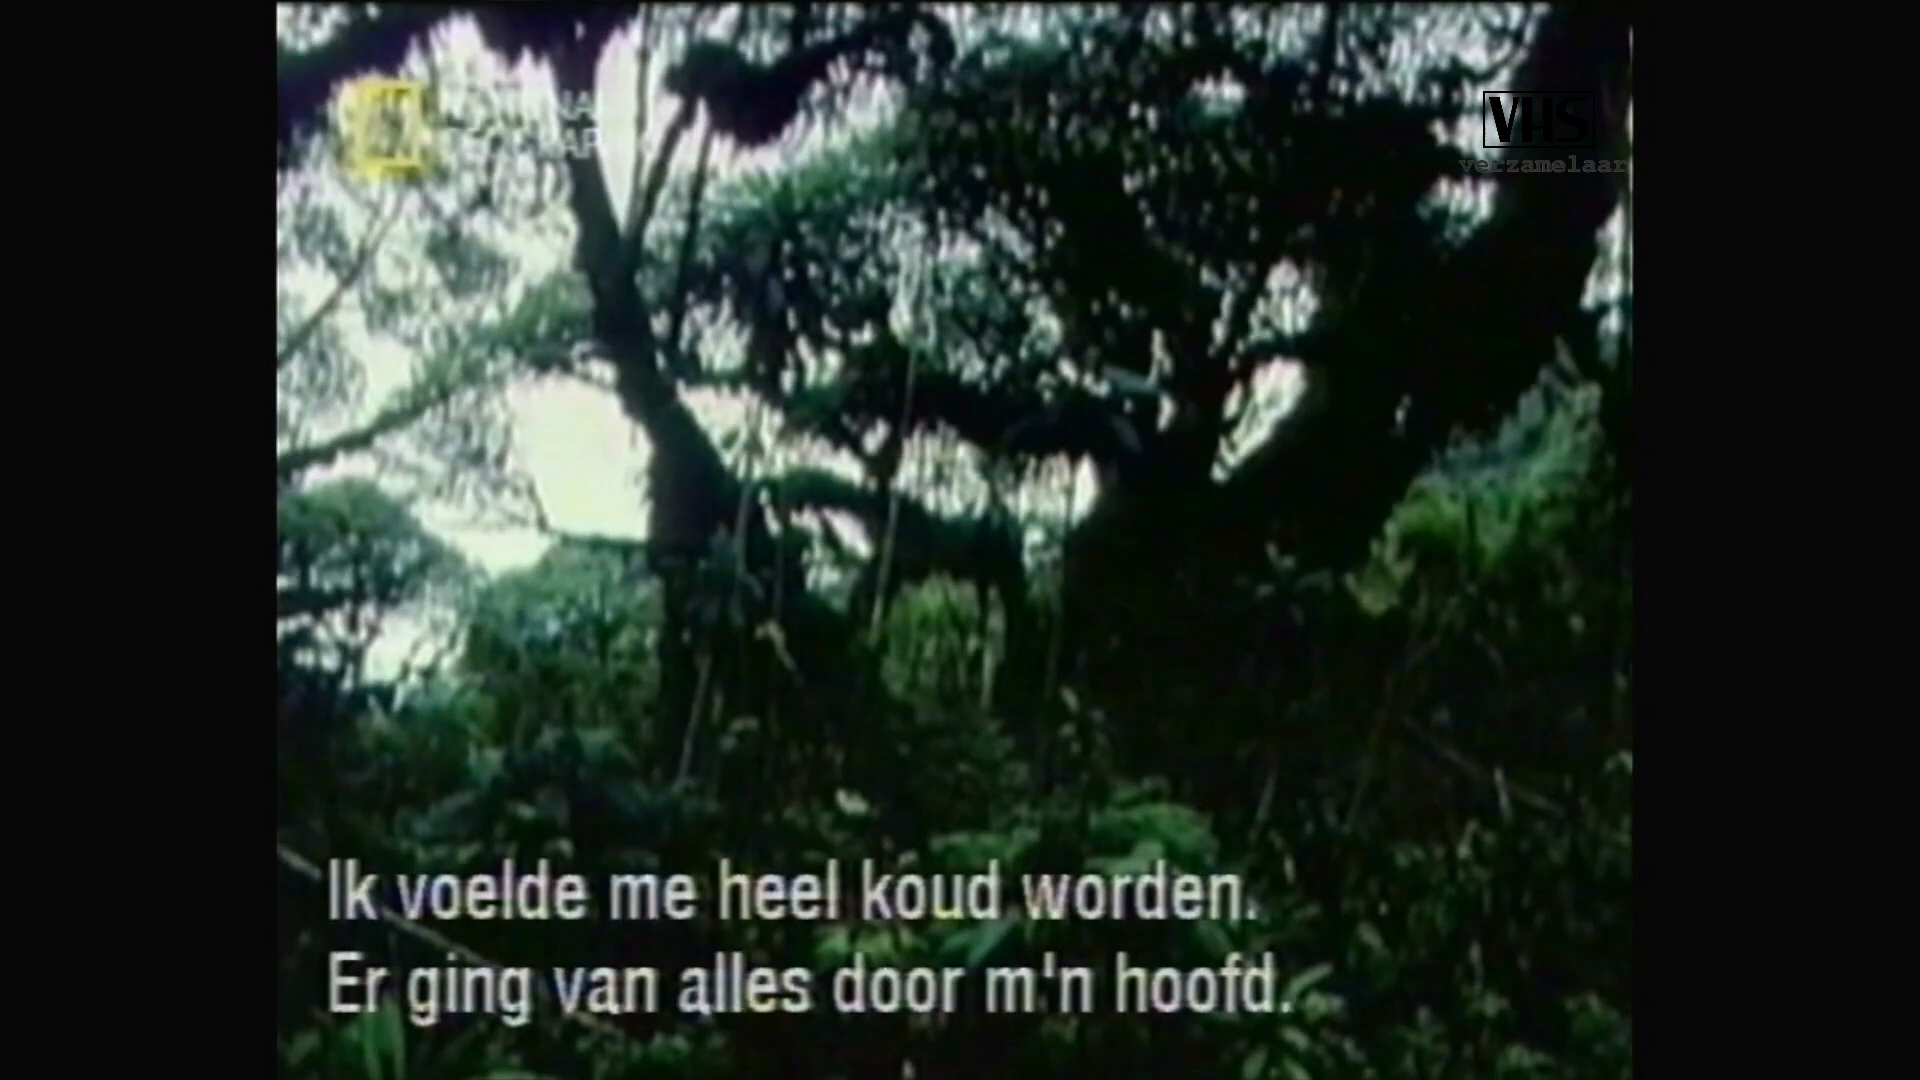 VHS
verzamelaar
Ik voelde me heel koud worden.
Er ging van alles door m'n hoofd.